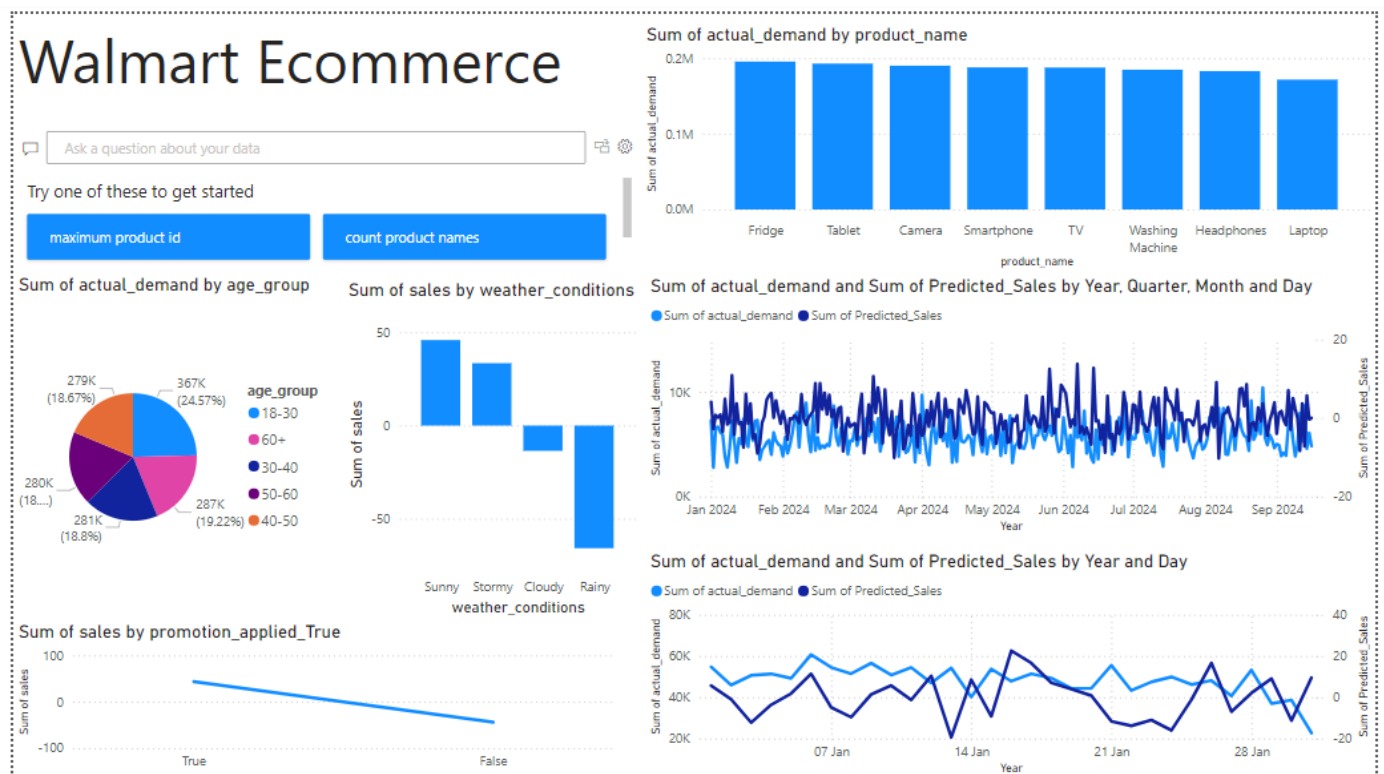 Walmart Ecommerce
Ask a question about your data
Try one of these to get started
maximum product id
count product names
Sum of actual_demand by product_name
Sum of actual_demand
0.2M
0.1M
0.0M
Fridge
Tablet
Camera
Smartphone
TV
Washing
Machine
Headphones
Laptop
product_name
Sum of actual_demand by age_group
279K
(18.67%)
367K
(24.57%)
280K
(18....)
281K
(18.8%)
287K
(19.22%)
age_group
18-30
60+
30-40
50-60
40-50
Sum of sales by weather_conditions
Sum of sales
50
0
-50
Sunny
Stormy
Cloudy
Rainy
weather_conditions
Sum of actual_demand and Sum of Predicted_Sales by Year, Quarter, Month and Day
Sum of actual_demand
Sum of Predicted_Sales
Sum of actual_demand
10K
0K
20
0
-20
Sum of Predicted_Sales
Jan 2024
Feb 2024
Mar 2024
Apr 2024
May 2024
Jun 2024
Jul 2024
Aug 2024
Sep 2024
Year
Sum of sales by promotion_applied_True
Sum of sales
100
0
-100
True
False
Sum of actual_demand and Sum of Predicted_Sales by Year and Day
Sum of actual_demand
Sum of Predicted_Sales
Sum of actual_demand
80K
60K
40K
20K
40
20
0
-20
Sum of Predicted_Sales
07 Jan
14 Jan
21 Jan
28 Jan
Year